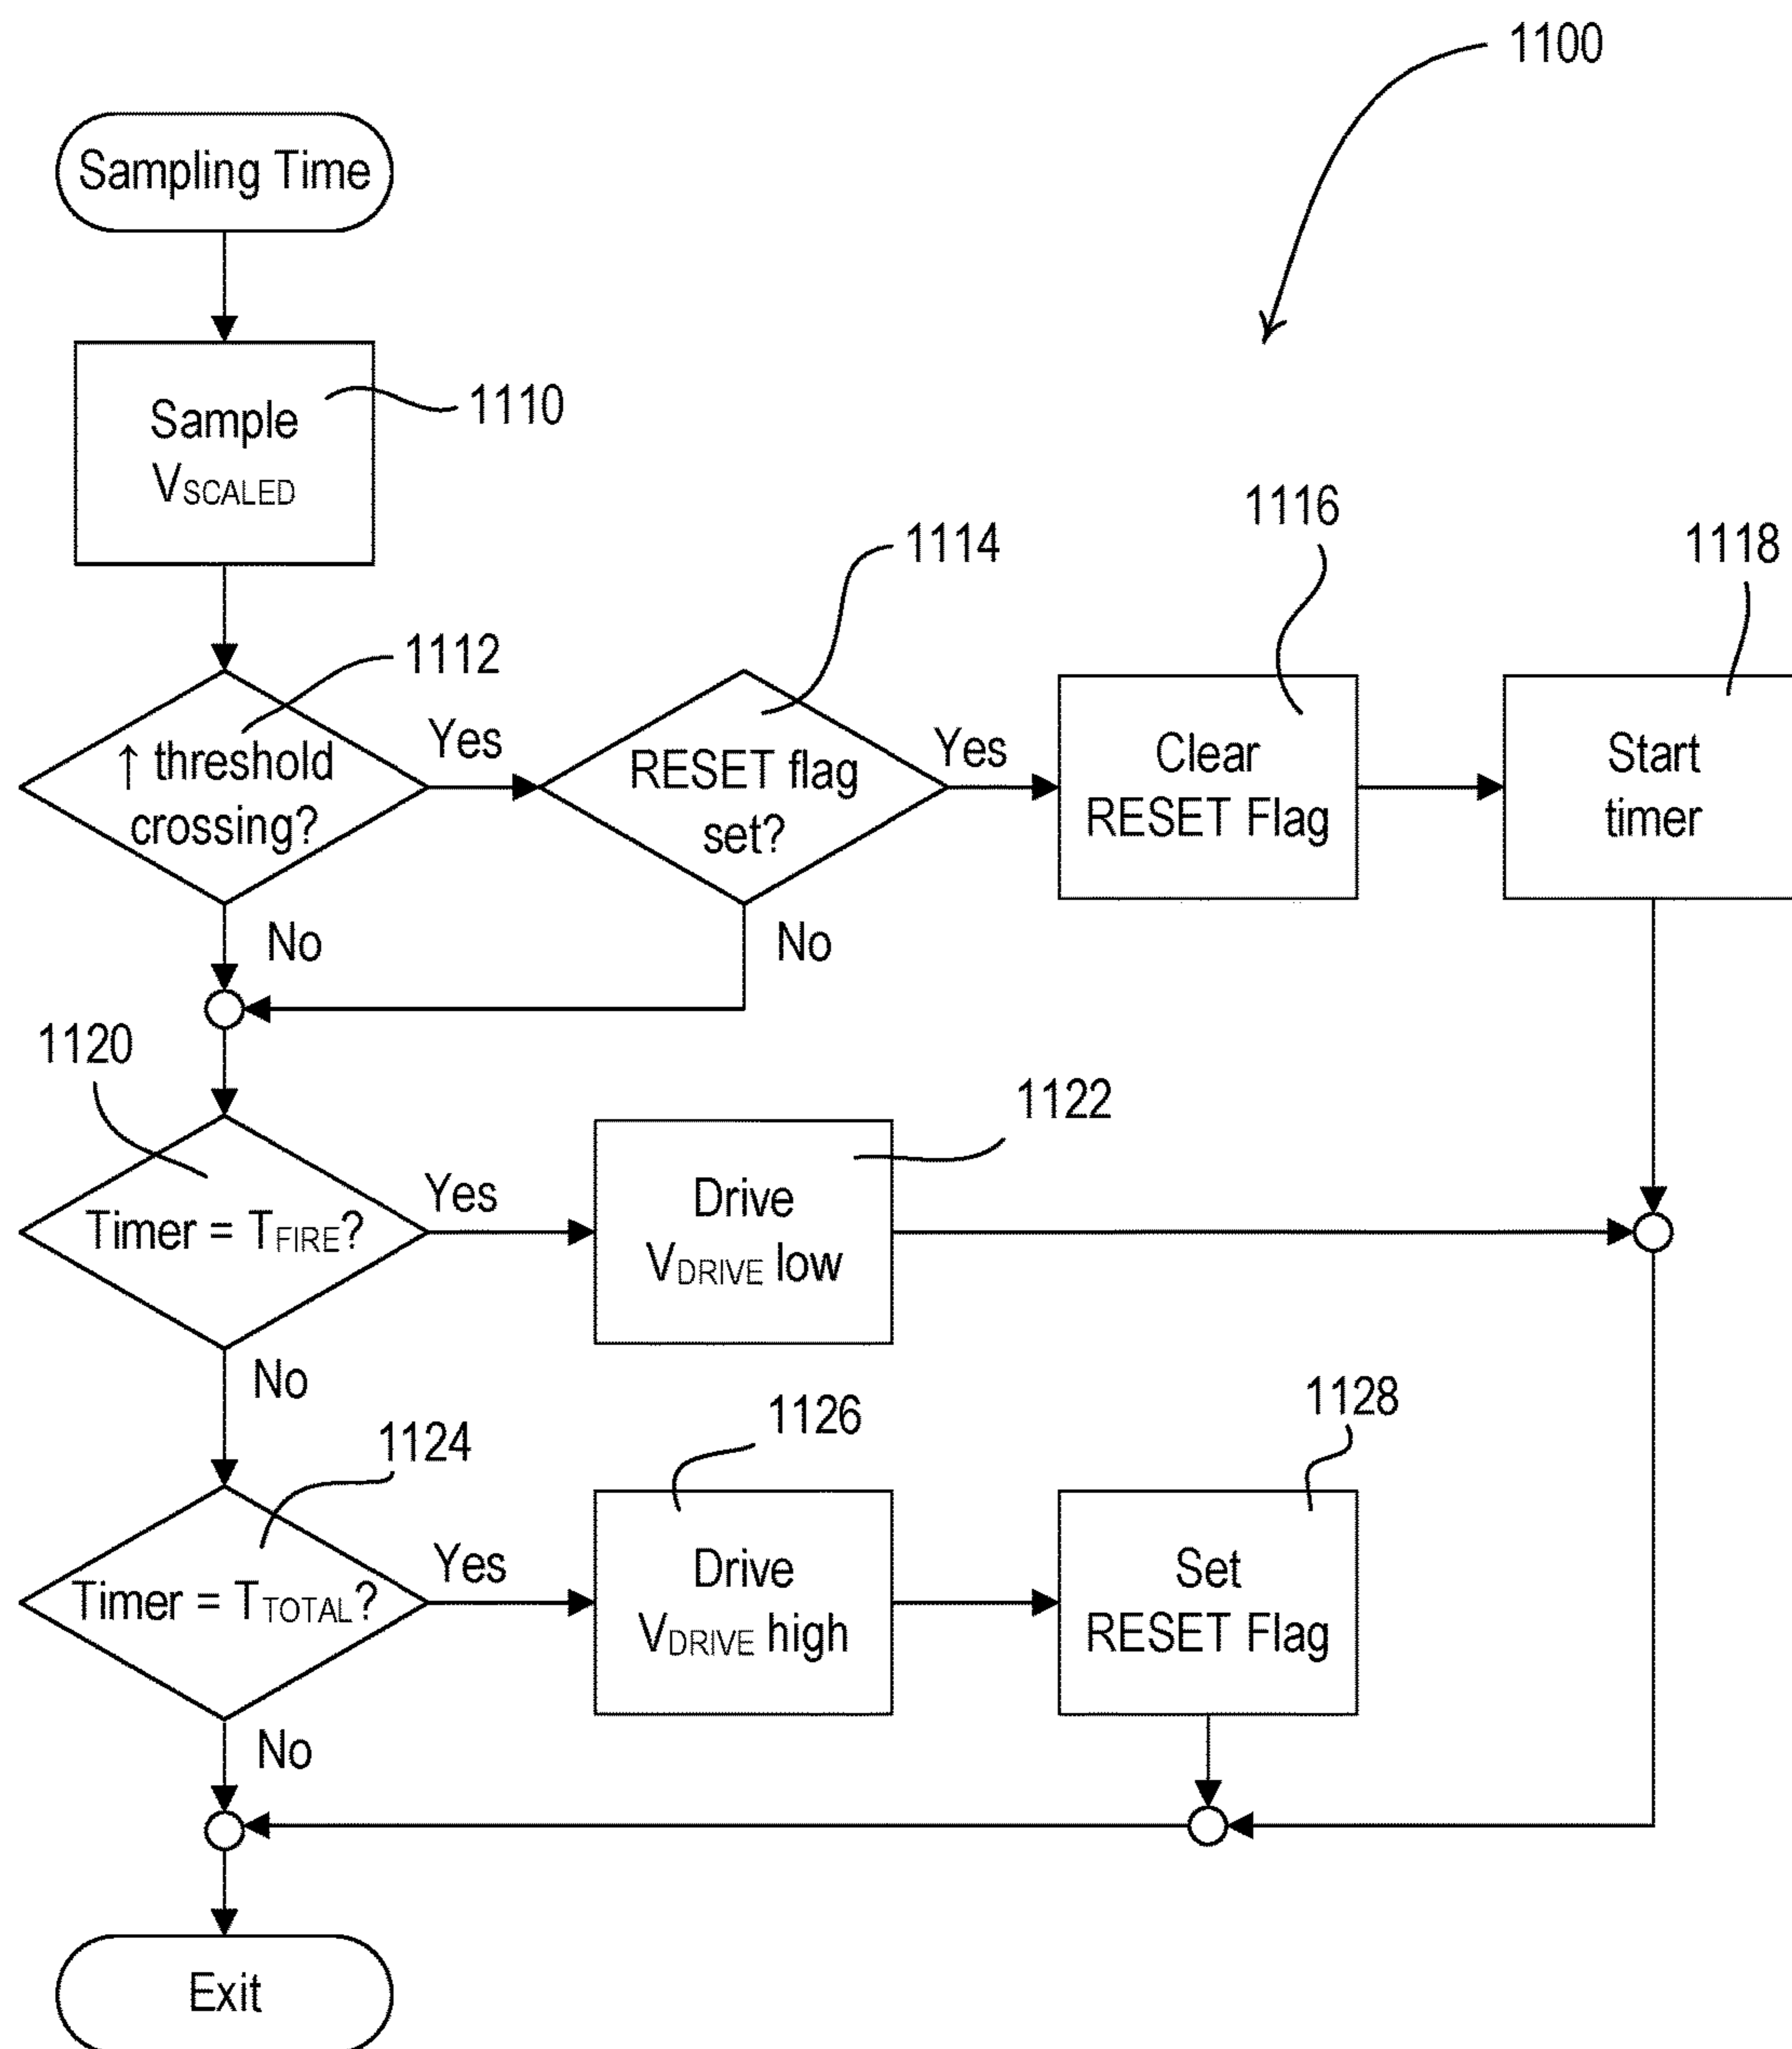 1100
Sampling Time
Sample
VSCALED
1110
1112
↑ threshold
crossing?
Yes
No
1114
RESET flag
set?
Yes
No
1116
Clear
RESET Flag
1118
Start
timer
1120
Timer = TFIRE?
Yes
No
1122
Drive
VDRIVE low
1124
Timer = TTOTAL?
Yes
No
1126
Drive
VDRIVE high
1128
Set
RESET Flag
Exit